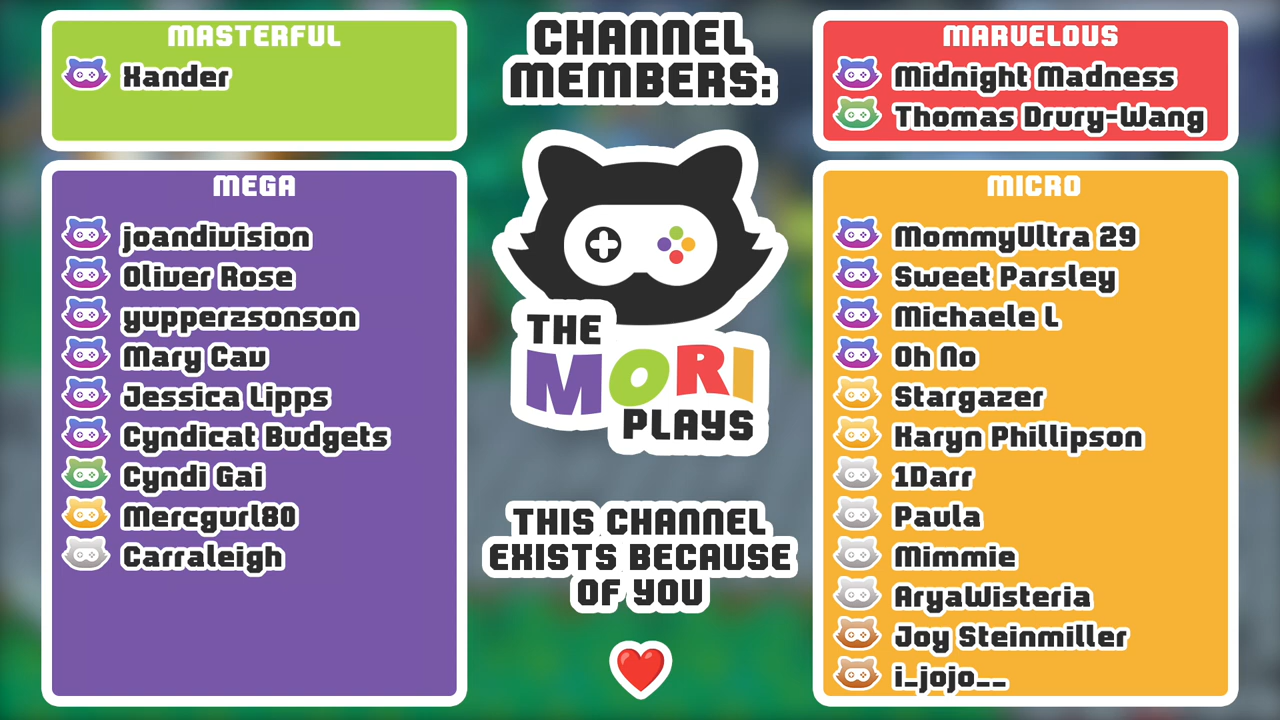 MASTERFUL
Xander
MEGA
joandivision
Oliver Rose
yupperzsonson
Mary Cav
Jessica Lipps
Cyndicat Budgets
Cyndi Gai
Mercgurl80
Carraleigh
CHANNEL
MEMBERS:
THE
MORI
PLAYS
THIS CHANNEL
EXISTS BECAUSE
OF YOU
MARVELOUS
Midnight Madness
Thomas Drury-Wang
MICRO
MommyUltra 29
Sweet Parsley
Michaele L
Oh No
Stargazer
Karyn Phillipson
1Darr
Paula
Mimmie
AryaWisteria
Joy Steinmiller
i_jojo__